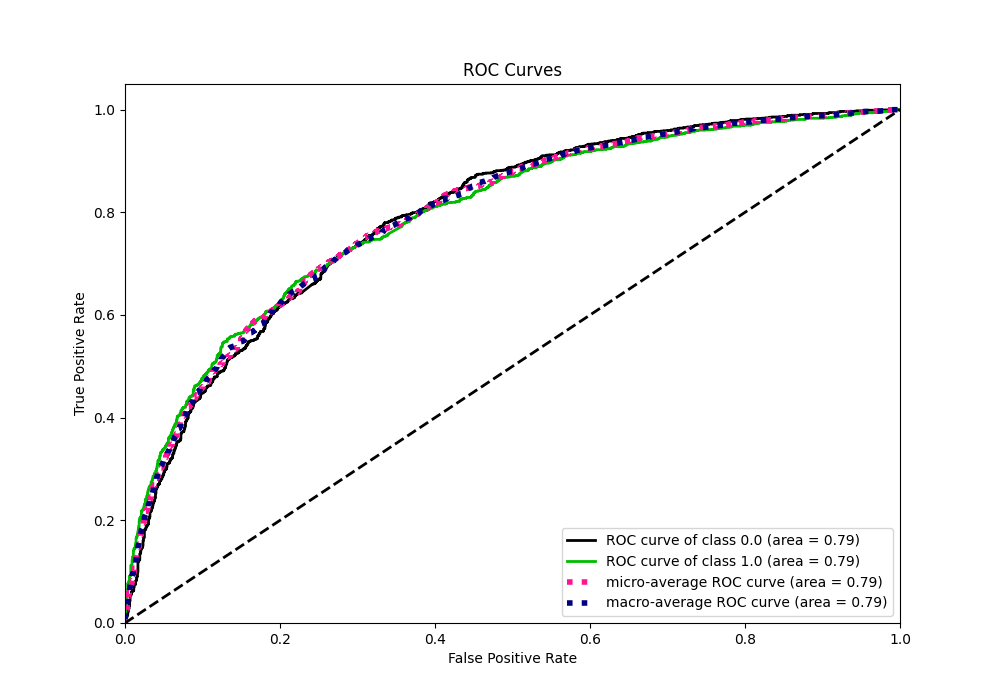 ROC Curves
True Positive Rate
1.0
0.8
0.6
0.4
0.2
0.0
0.0 0.2 0.4 0.6 0.8 1.0
False Positive Rate
ROC curve of class 0.0 (area = 0.79)
ROC curve of class 1.0 (area = 0.79)
micro-average ROC curve (area = 0.79)
macro-average ROC curve (area = 0.79)